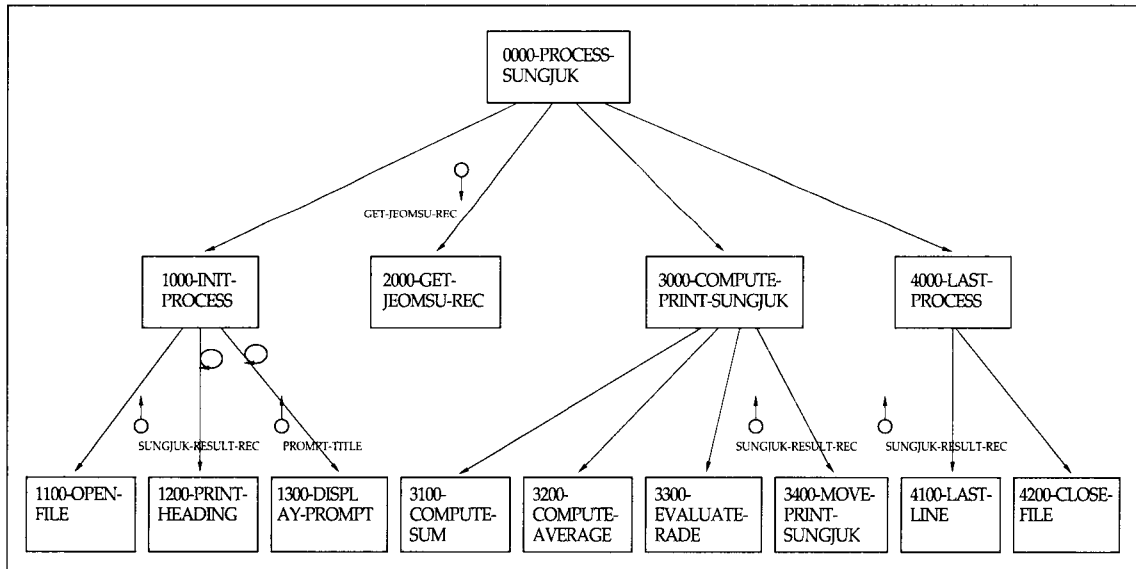 0000-PROCESS-
SUNGJUK
GET-JEOMSU-REC
1000-INIT-
PROCESS
2000-GET-
JEOMSU-REC
3000-COMPUTE-
PRINT-SUNGJUK
4000-LAST-
PROCESS
SUNGJUK-RESULT-REC
PROMPT-TITLE
SUNGJUK-RESULT-REC
SUNGJUK-RESULT-REC
1100-OPEN-
FILE
1200-PRINT-
HEADING
1300-DISPL
AY-PROMPT
3100-
COMPUTE-
SUM
3200-
COMPUTE-
AVERAGE
3300-
EVALUATE-
RADE
3400-MOVE-
PRINT-
SUNGJUK
4100-LAST-
LINE
4200-CLOSE-
FILE